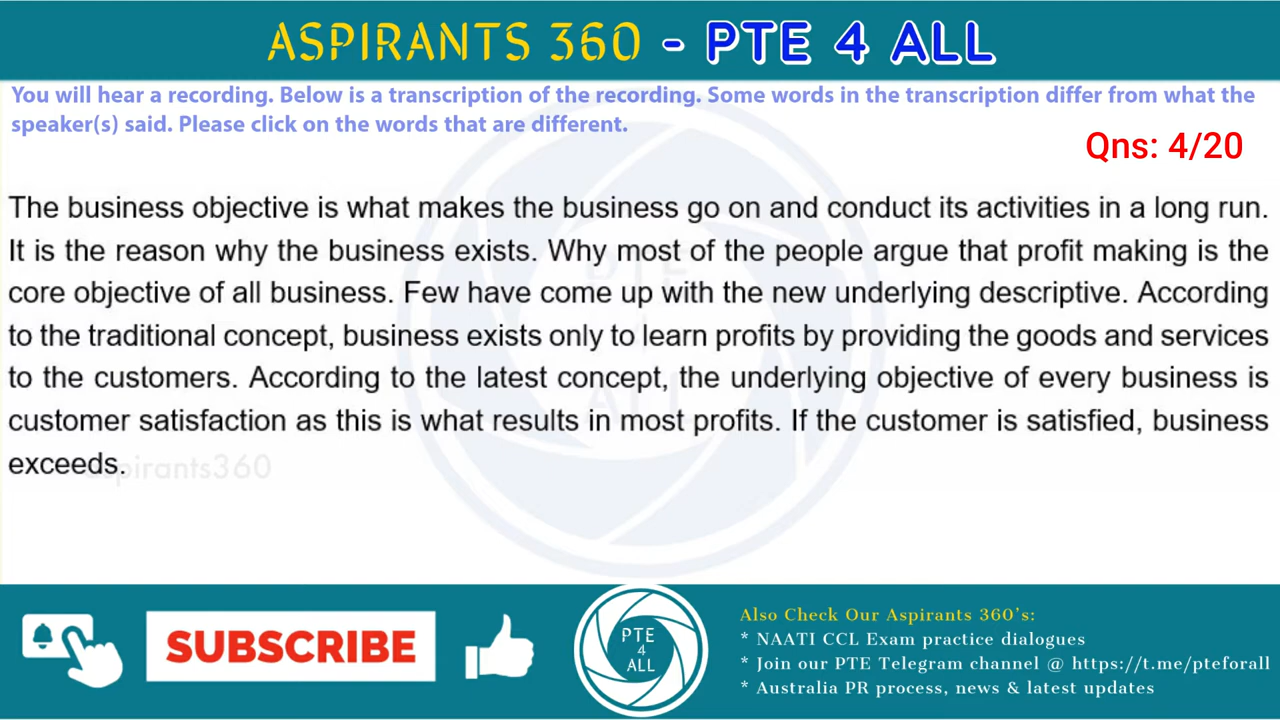 ASPIRANTS 360 - PTE 4 ALL
You will hear a recording. Below is a transcription of the recording. Some words in the transcription differ from what the
speaker(s) said. Please click on the words that are different.
Qns: 4/20
The business objective is what makes the business go on and conduct its activities in a long run.
It is the reason why the business exists. Why most of the people argue that profit making is the
core objective of all business. Few have come up with the new underlying descriptive. According
to the traditional concept, business exists only to learn profits by providing the goods and services
to the customers. According to the latest concept, the underlying objective of every business is
customer satisfaction as this is what results in most profits. If the customer is satisfied, business
exceeds.
aspirants360
PTE
4
ALL
SUBSCRIBE
PTE
4
ALL
Also Check Our Aspirants 360's:
* NAATI CCL Exam practice dialogues
* Join our PTE Telegram channel @ https://t.me/pteforall
* Australia PR process, news & latest updates